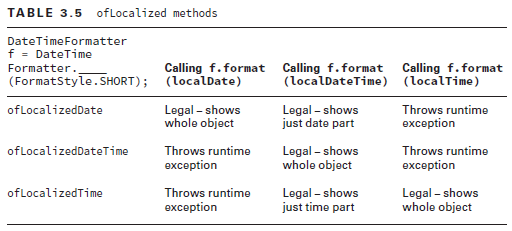 TABLE 3.5 ofLocalized methods
DateTimeFormatter
f = DateTime
Formatter.____ Calling f.format Calling f.format Calling f.format
(FormatStyle.SHORT); (localDate) (localDateTime) (localTime)
ofLocalizedDate Legal – shows Legal – shows Throws runtime
whole object just date part exception
ofLocalizedDateTime Throws runtime Legal – shows Throws runtime
exception whole object exception
ofLocalizedTime Throws runtime Legal – shows Legal – shows
exception just time part whole object